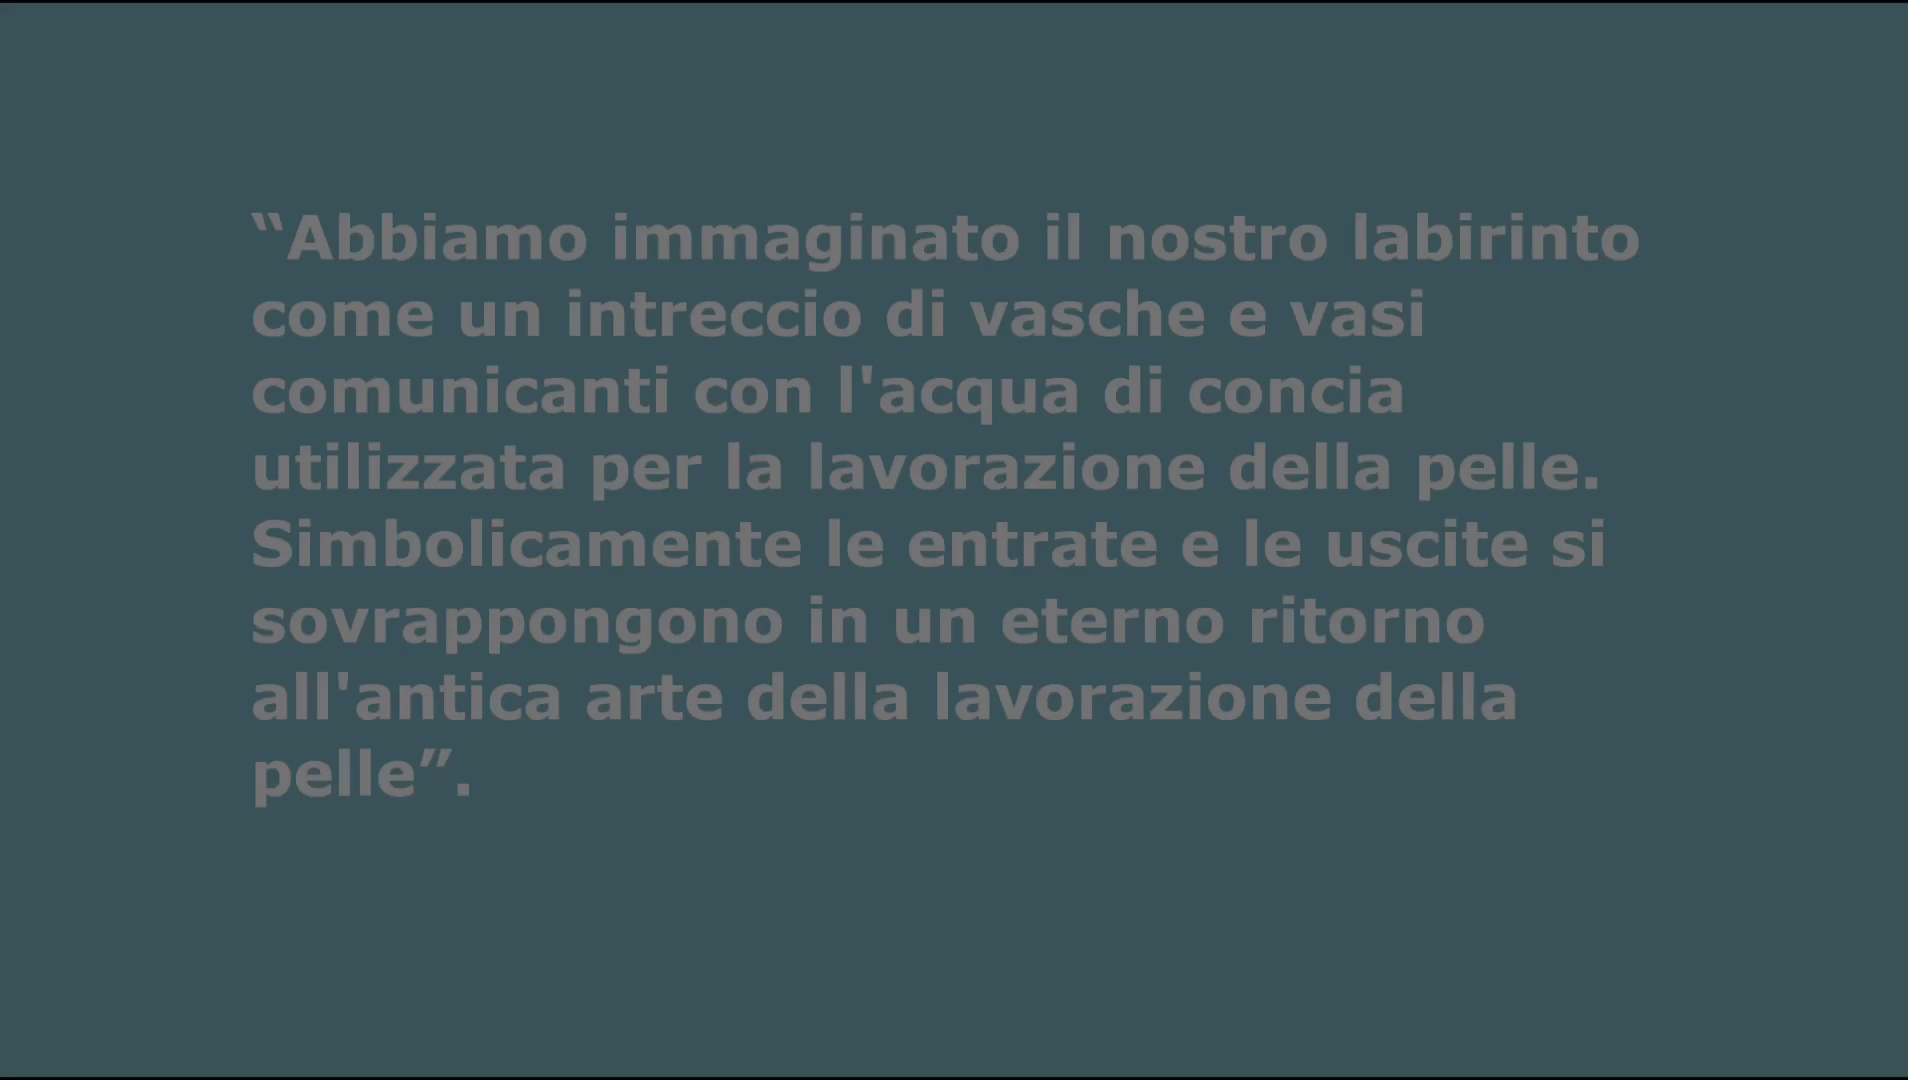 “Abbiamo immaginato il nostro labirinto
come un intreccio di vasche e vasi
comunicanti con l'acqua di concia
utilizzata per la lavorazione della pelle.
Simbolicamente le entrate e le uscite si
sovrappongono in un eterno ritorno
all'antica arte della lavorazione della
pelle”.